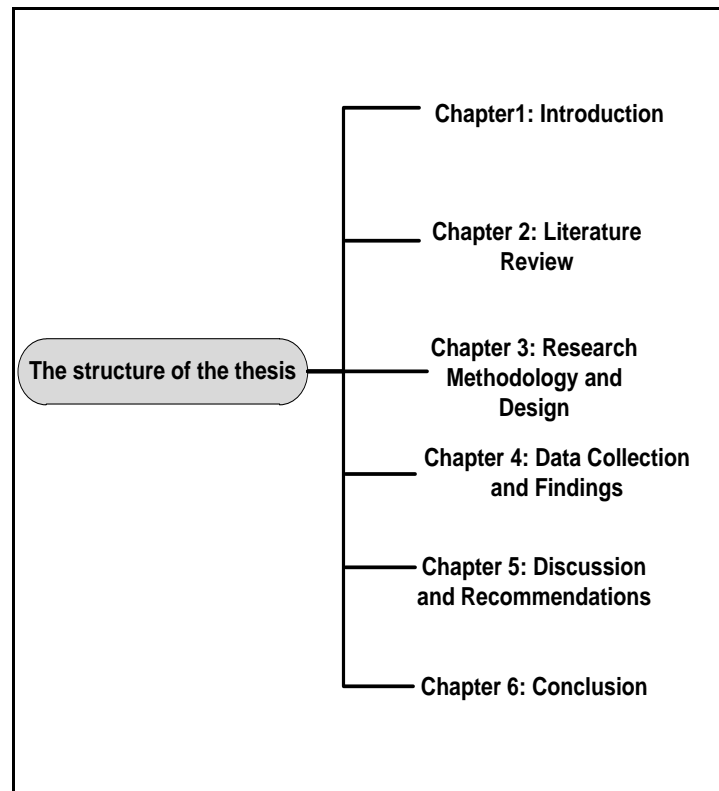 Chapter1: Introduction
Chapter 2: Literature
Review
The structure of the thesis
Chapter 3: Research
Methodology and
Design
Chapter 4: Data Collection
and Findings
Chapter 5: Discussion
and Recommendations
Chapter 6: Conclusion